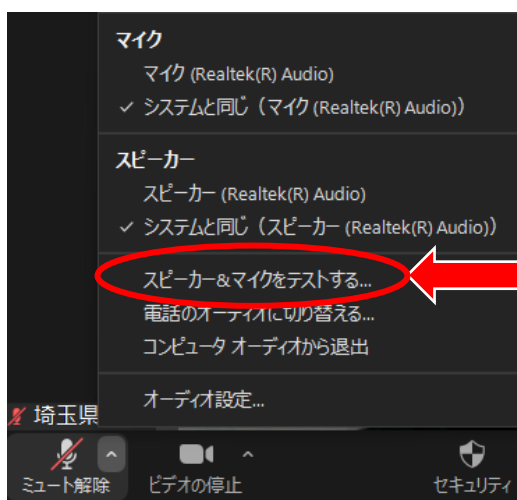 マイク
マイク (Realtek(R) Audio)
✓ システムと同じ（マイク (Realtek(R) Audio)）
スピーカー
スピーカー (Realtek(R) Audio)
✓ システムと同じ（スピーカー (Realtek(R) Audio)）
スピーカー&マイクをテストする...
電話のオーディオに切り替える...
コンピュータ オーディオから退出
オーディオ設定...
埼玉県
ミュート解除 ビデオの停止 セキュリティ